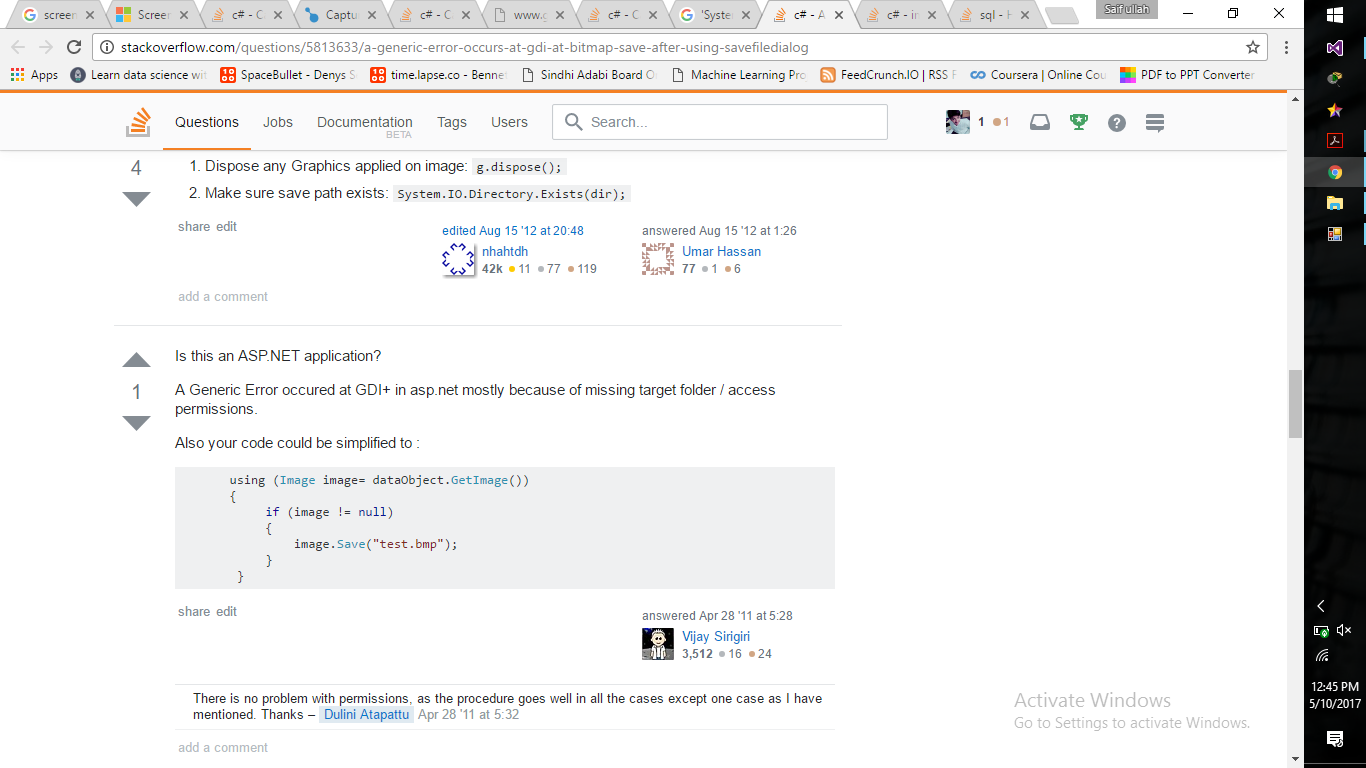 screen
Screen
c# - C
Captu
c# - C
www.g
c# - C
'Syste
c# - A
c# - i
sql - H
Saif ullah
stackoverflow.com/questions/5813633/a-generic-error-occurs-at-gdi-at-bitmap-save-after-using-savefiledialog
Apps
Learn data science wit
SpaceBullet - Denys S
time.lapse.co - Benne
Sindhi Adabi Board O
Machine Learning Pro
FeedCrunch.IO | RSS F
Coursera | Online Cou
PDF to PPT Converter
Questions
Jobs
Documentation
BETA
Tags
Users
Search...
1
1
4
1. Dispose any Graphics applied on image: g.dispose();
2. Make sure save path exists: System.IO.Directory.Exists(dir);
share edit
edited Aug 15 '12 at 20:48
nhahtdh
42k 11 77 119
answered Aug 15 '12 at 1:26
Umar Hassan
77 1 6
add a comment
Is this an ASP.NET application?
1
A Generic Error occured at GDI+ in asp.net mostly because of missing target folder / access
permissions.
Also your code could be simplified to :
using (Image image= dataObject.GetImage())
{
if (image != null)
{
image.Save("test.bmp");
}
}
share edit
answered Apr 28 '11 at 5:28
Vijay Sirigiri
3,512 16 24
There is no problem with permissions, as the procedure goes well in all the cases except one case as I have
mentioned. Thanks – Dulini Atapattu Apr 28 '11 at 5:32
add a comment
Activate Windows
Go to Settings to activate Windows.
12:45 PM
5/10/2017